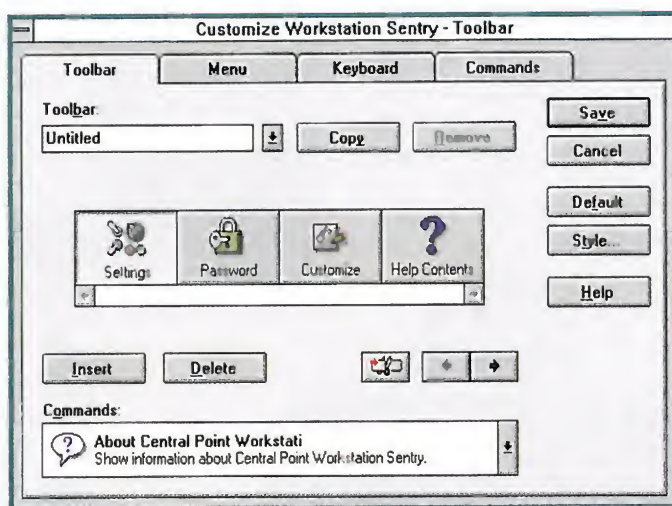 Customize Workstation Sentry - Toolbar
Toolbar
Menu
Keyboard
Commands
Toolbar:
Untitled
Copy
Remove
Save
Cancel
Default
Style...
Help
Settings
Password
Customize
Help Contents
Insert
Delete
Commands:
About Central Point Workstati
Show information about Central Point Workstation Sentry.